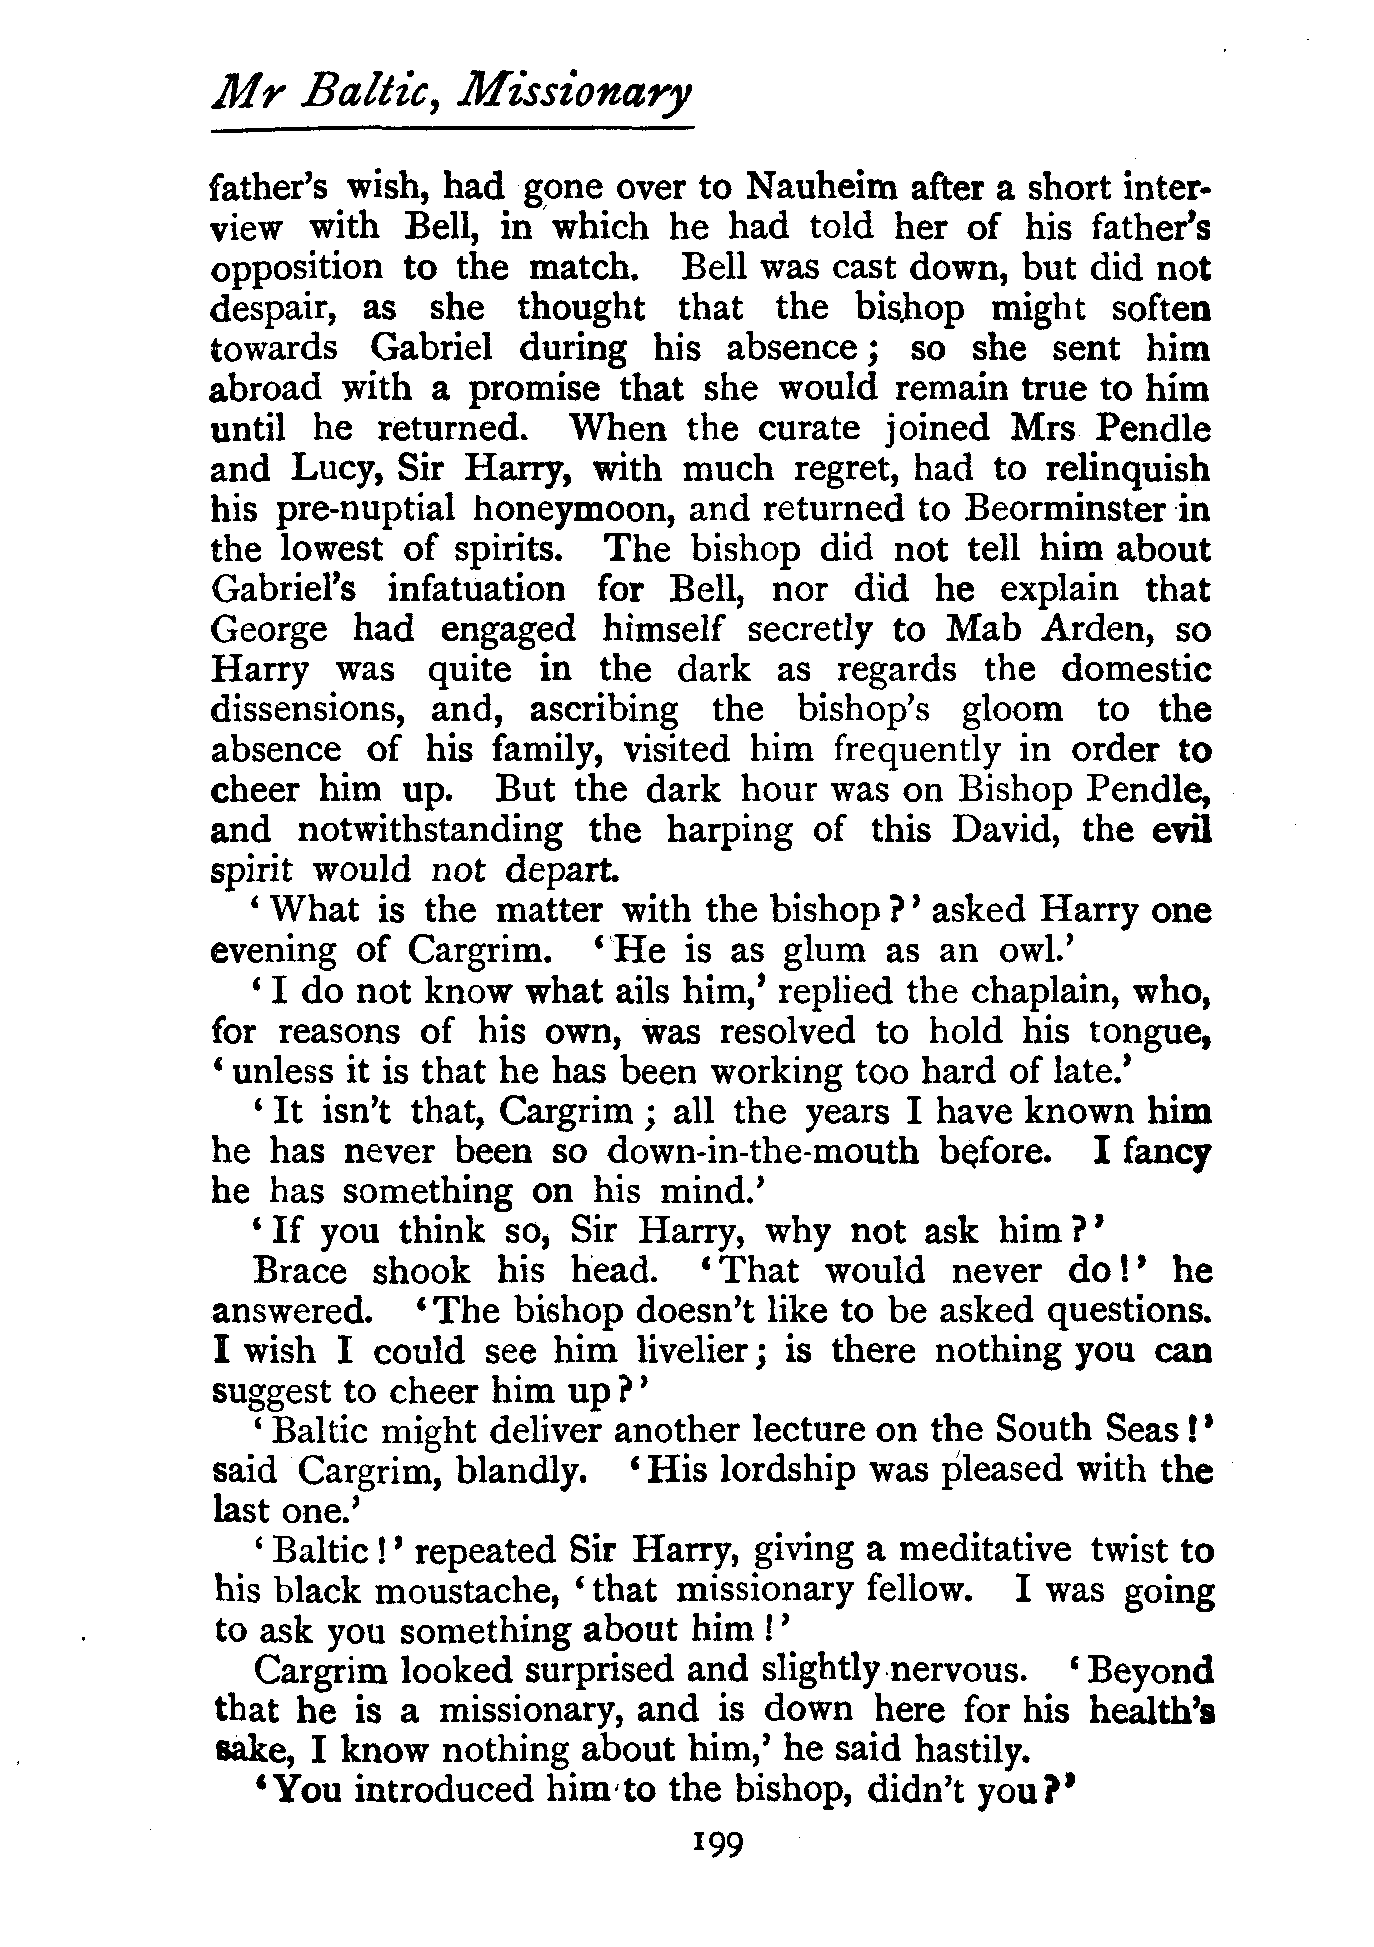 Mr Baltic, Missionary
father's wish, had gone over to Nauheim after a short inter-
view with Bell, in which he had told her of his father's
opposition to the match. Bell was cast down, but did not
despair, as she thought that the bishop might soften
towards Gabriel during his absence; so she sent him
abroad with a promise that she would remain true to him
until he returned. When the curate joined Mrs Pendle
and Lucy, Sir Harry, with much regret, had to relinquish
his pre-nuptial honeymoon, and returned to Beorminster in
the lowest of spirits. The bishop did not tell him about
Gabriel's infatuation for Bell, nor did he explain that
George had engaged himself secretly to Mab Arden, so
Harry was quite in the dark as regards the domestic
dissensions, and, ascribing the bishop's gloom to the
absence of his family, visited him frequently in order to
cheer him up. But the dark hour was on Bishop Pendle,
and notwithstanding the harping of this David, the evil
spirit would not depart.
'What is the matter with the bishop?' asked Harry one
evening of Cargrim. 'He is as glum as an owl.'
'I do not know what ails him,' replied the chaplain, who,
for reasons of his own, was resolved to hold his tongue,
'unless it is that he has been working too hard of late.'
'It isn't that, Cargrim; all the years I have known him
he has never been so down-in-the-mouth before. I fancy
he has something on his mind.'
'If you think so, Sir Harry, why not ask him?'
Brace shook his head. 'That would never do!' he
answered. 'The bishop doesn't like to be asked questions.
I wish I could see him livelier; is there nothing you can
suggest to cheer him up?'
'Baltic might deliver another lecture on the South Seas!'
said Cargrim, blandly. 'His lordship was pleased with the
last one.'
'Baltic!' repeated Sir Harry, giving a meditative twist to
his black moustache, 'that missionary fellow. I was going
to ask you something about him!'
Cargrim looked surprised and slightly nervous. 'Beyond
that he is a missionary, and is down here for his health's
sake, I know nothing about him,' he said hastily.
'You introduced him to the bishop, didn't you?'
199